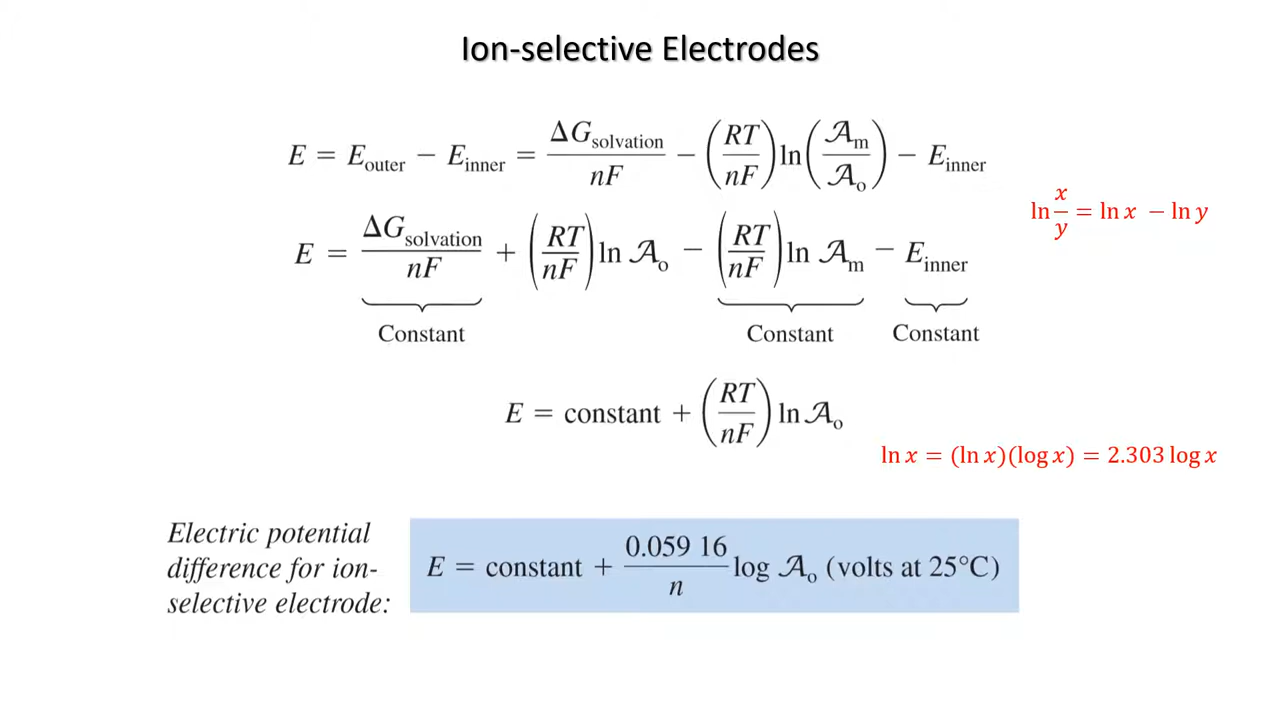 Ion-selective Electrodes
E = E_outer − E_inner = ΔG_solvation/nF − (RT/nF) ln(𝒜_m/𝒜_o) − E_inner
ln x/y = ln x − ln y
E = ΔG_solvation/nF + (RT/nF) ln 𝒜_o − (RT/nF) ln 𝒜_m − E_inner
Constant Constant Constant
E = constant + (RT/nF) ln 𝒜_o
ln x = (ln x)(log x) = 2.303 log x
Electric potential
difference for ion-
selective electrode:
E = constant + 0.059 16/n log 𝒜_o (volts at 25°C)